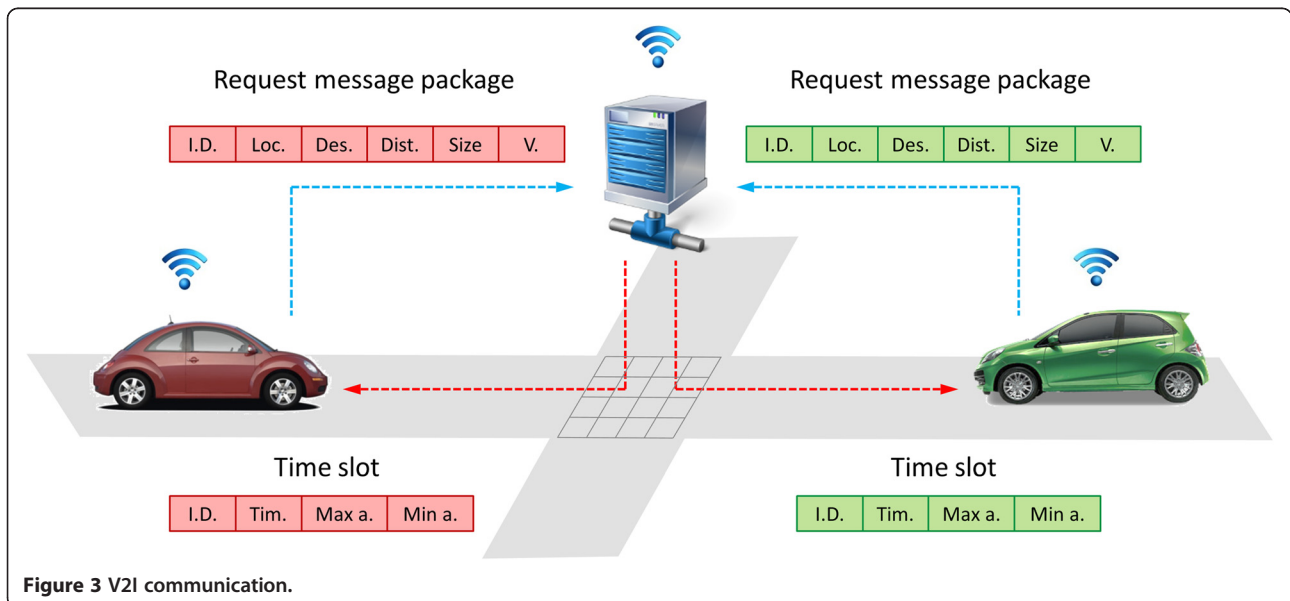 Request message package
Request message package
I.D. Loc. Des. Dist. Size V.
I.D. Loc. Des. Dist. Size V.
Time slot
Time slot
I.D. Tim. Max a. Min a.
I.D. Tim. Max a. Min a.
Figure 3 V2I communication.